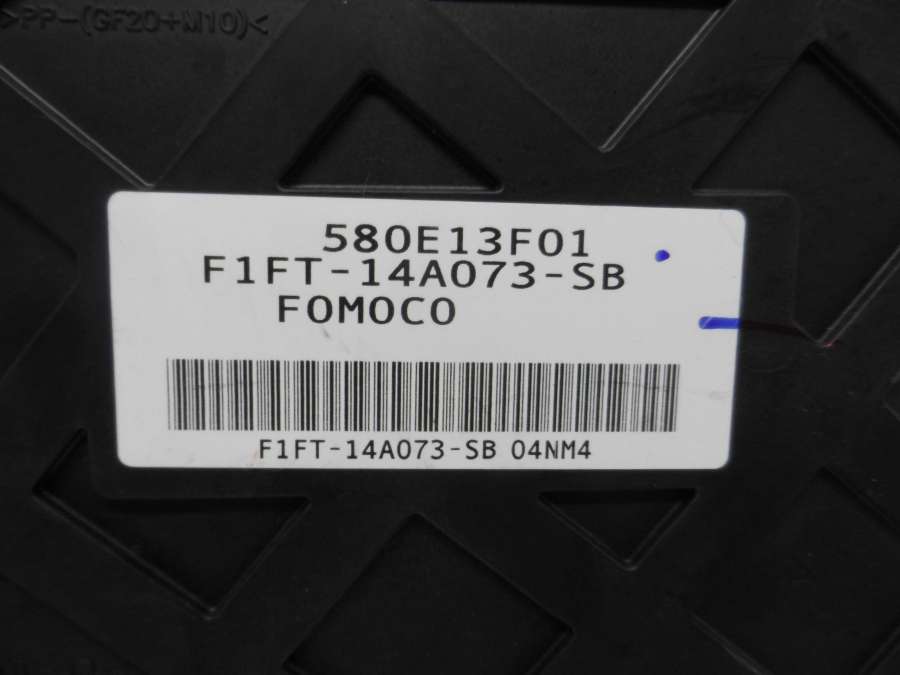 >PP-(GF20+M10)<
580E13F01
F1FT-14A073-SB
FOMOCO
F1FT-14A073-SB 04NM4